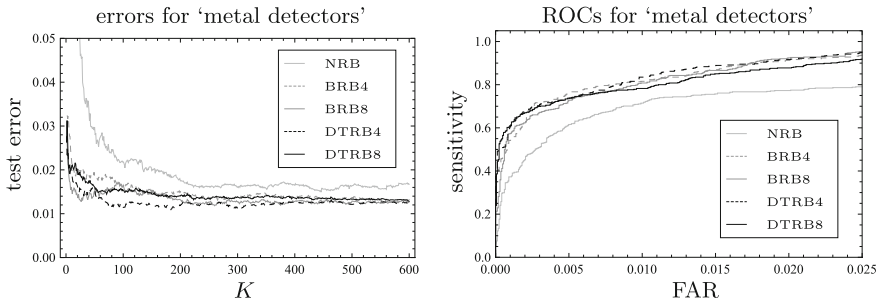 errors for ‘metal detectors’
test error
0.05
0.04
0.03
0.02
0.01
0.00
NRB
BRB4
BRB8
DTRB4
DTRB8
0 100 200 300 400 500 600
K
ROCs for ‘metal detectors’
sensitivity
1.0
0.8
0.6
0.4
0.2
0.0
NRB
BRB4
BRB8
DTRB4
DTRB8
0.000 0.005 0.010 0.015 0.020 0.025
FAR